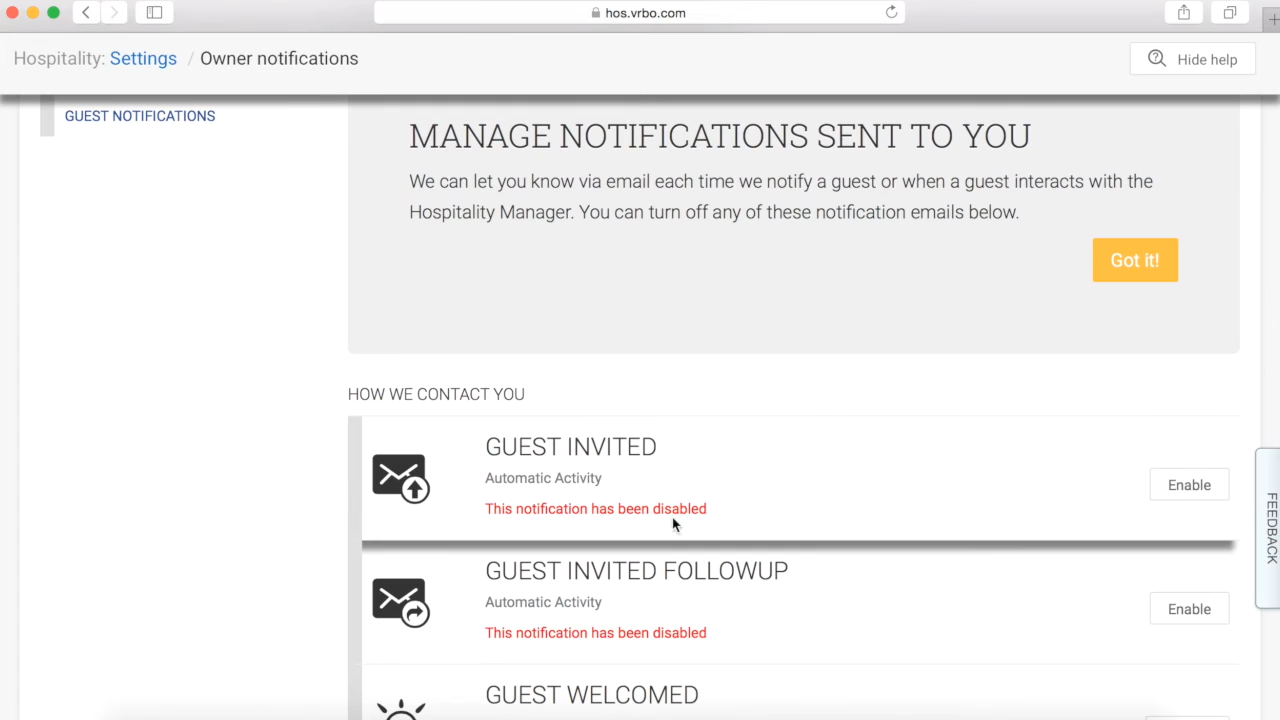 hos.vrbo.com
Hospitality: Settings / Owner notifications
Hide help
GUEST NOTIFICATIONS
MANAGE NOTIFICATIONS SENT TO YOU
We can let you know via email each time we notify a guest or when a guest interacts with the
Hospitality Manager. You can turn off any of these notification emails below.
Got it!
HOW WE CONTACT YOU
GUEST INVITED
Automatic Activity
This notification has been disabled
Enable
GUEST INVITED FOLLOWUP
Automatic Activity
This notification has been disabled
Enable
GUEST WELCOMED
FEEDBACK